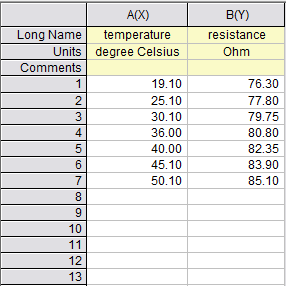 A(X) B(Y)
Long Name temperature resistance
Units degree Celsius Ohm
Comments
1 19.10 76.30
2 25.10 77.80
3 30.10 79.75
4 36.00 80.80
5 40.00 82.35
6 45.10 83.90
7 50.10 85.10
8
9
10
11
12
13